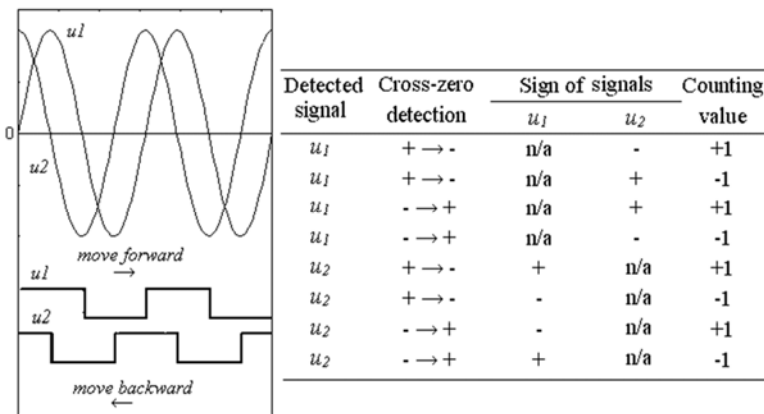 u1
0
u2
move forward
→
u1
u2
move backward
←
Detected signal Cross-zero detection Sign of signals Counting value
u1 u2
u1 + → - n/a - +1
u1 + → - n/a + -1
u1 - → + n/a + +1
u1 - → + n/a - -1
u2 + → - + n/a +1
u2 + → - - n/a -1
u2 - → + - n/a +1
u2 - → + + n/a -1